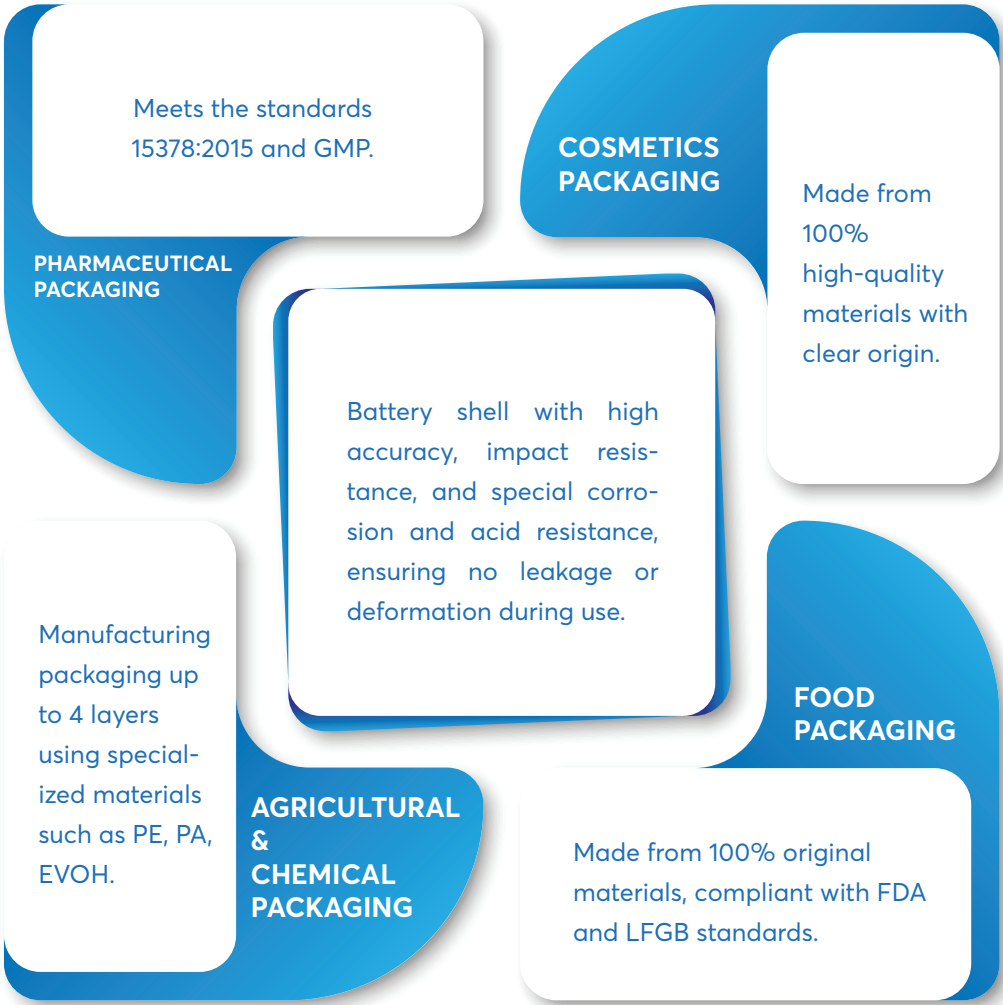 Meets the standards
15378:2015 and GMP.
PHARMACEUTICAL
PACKAGING
COSMETICS
PACKAGING
Made from
100%
high-quality
materials with
clear origin.
Battery shell with high
accuracy, impact resis-
tance, and special corro-
sion and acid resistance,
ensuring no leakage or
deformation during use.
Manufacturing
packaging up
to 4 layers
using special-
ized materials
such as PE, PA,
EVOH.
AGRICULTURAL
&
CHEMICAL
PACKAGING
FOOD
PACKAGING
Made from 100% original
materials, compliant with FDA
and LFGB standards.